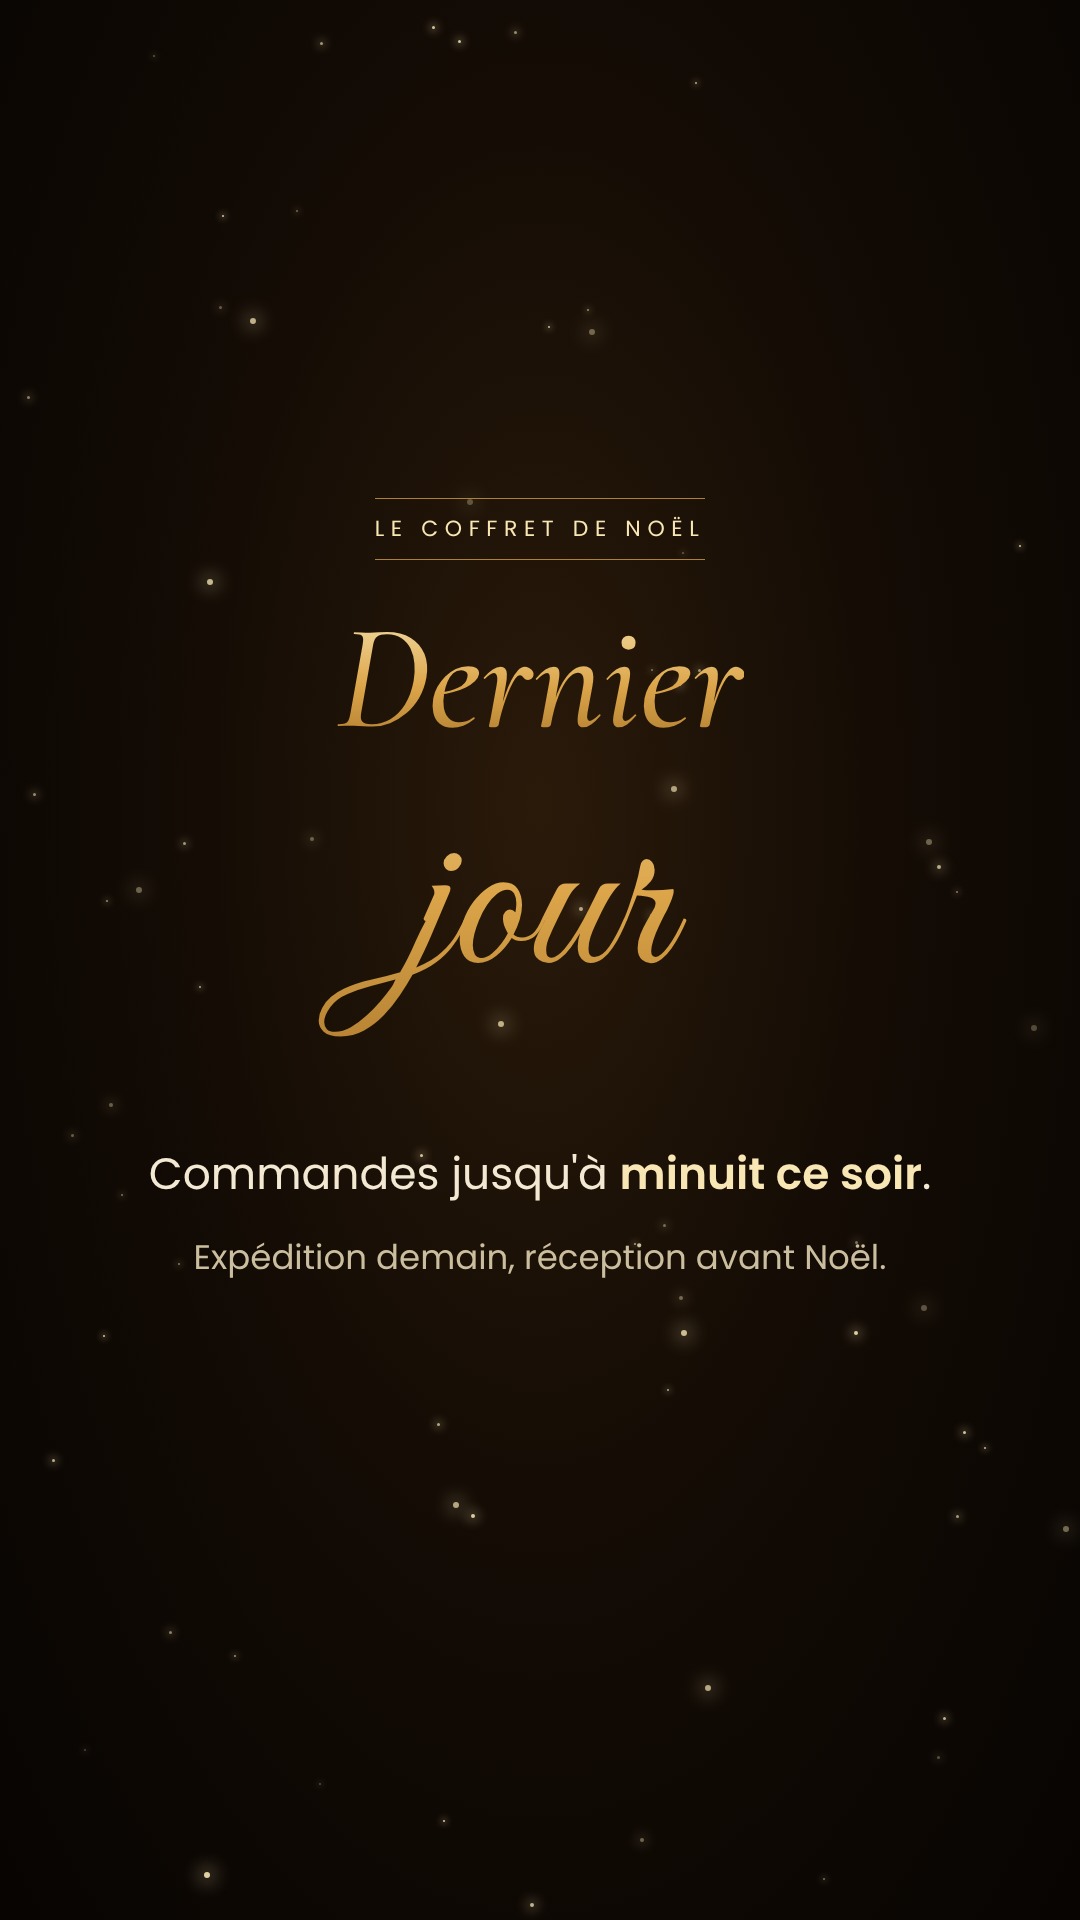 LE COFFRET DE NOËL
Dernier
jour
Commandes jusqu'à minuit ce soir.
Expédition demain, réception avant Noël.